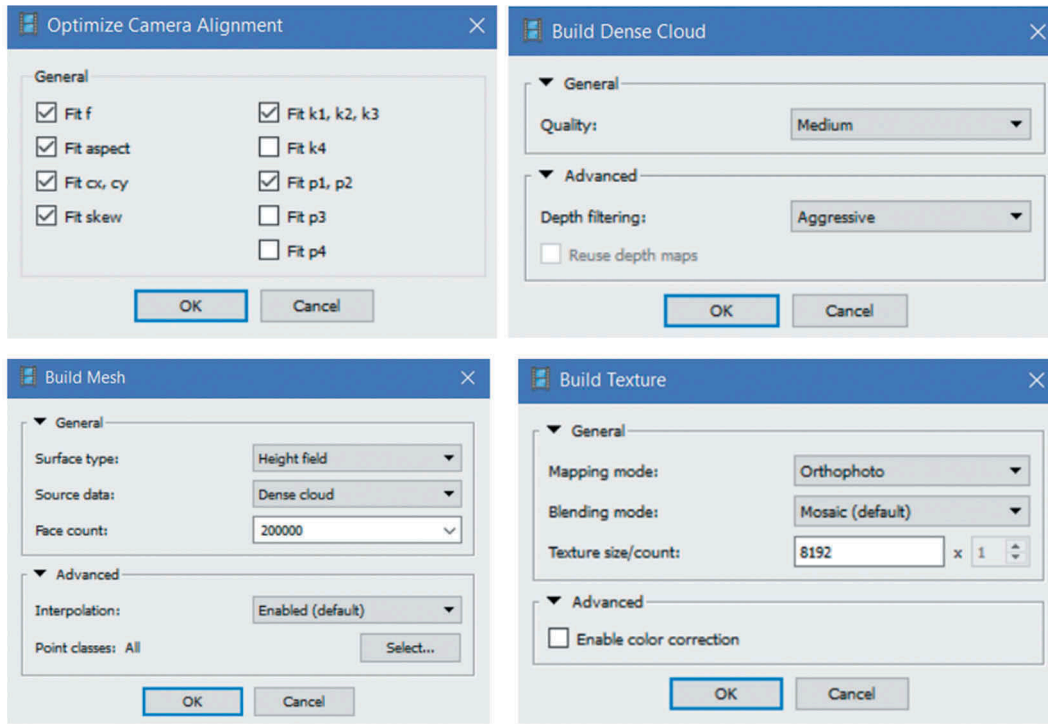 Optimize Camera Alignment
General
Fit f
Fit k1, k2, k3
Fit aspect
Fit k4
Fit cx, cy
Fit p1, p2
Fit skew
Fit p3
Fit p4
OK
Cancel
Build Dense Cloud
General
Quality: Medium
Advanced
Depth filtering: Aggressive
Reuse depth maps
OK
Cancel
Build Mesh
General
Surface type: Height field
Source data: Dense cloud
Face count: 200000
Advanced
Interpolation: Enabled (default)
Point classes: All Select...
OK
Cancel
Build Texture
General
Mapping mode: Orthophoto
Blending mode: Mosaic (default)
Texture size/count: 8192 x 1
Advanced
Enable color correction
OK
Cancel